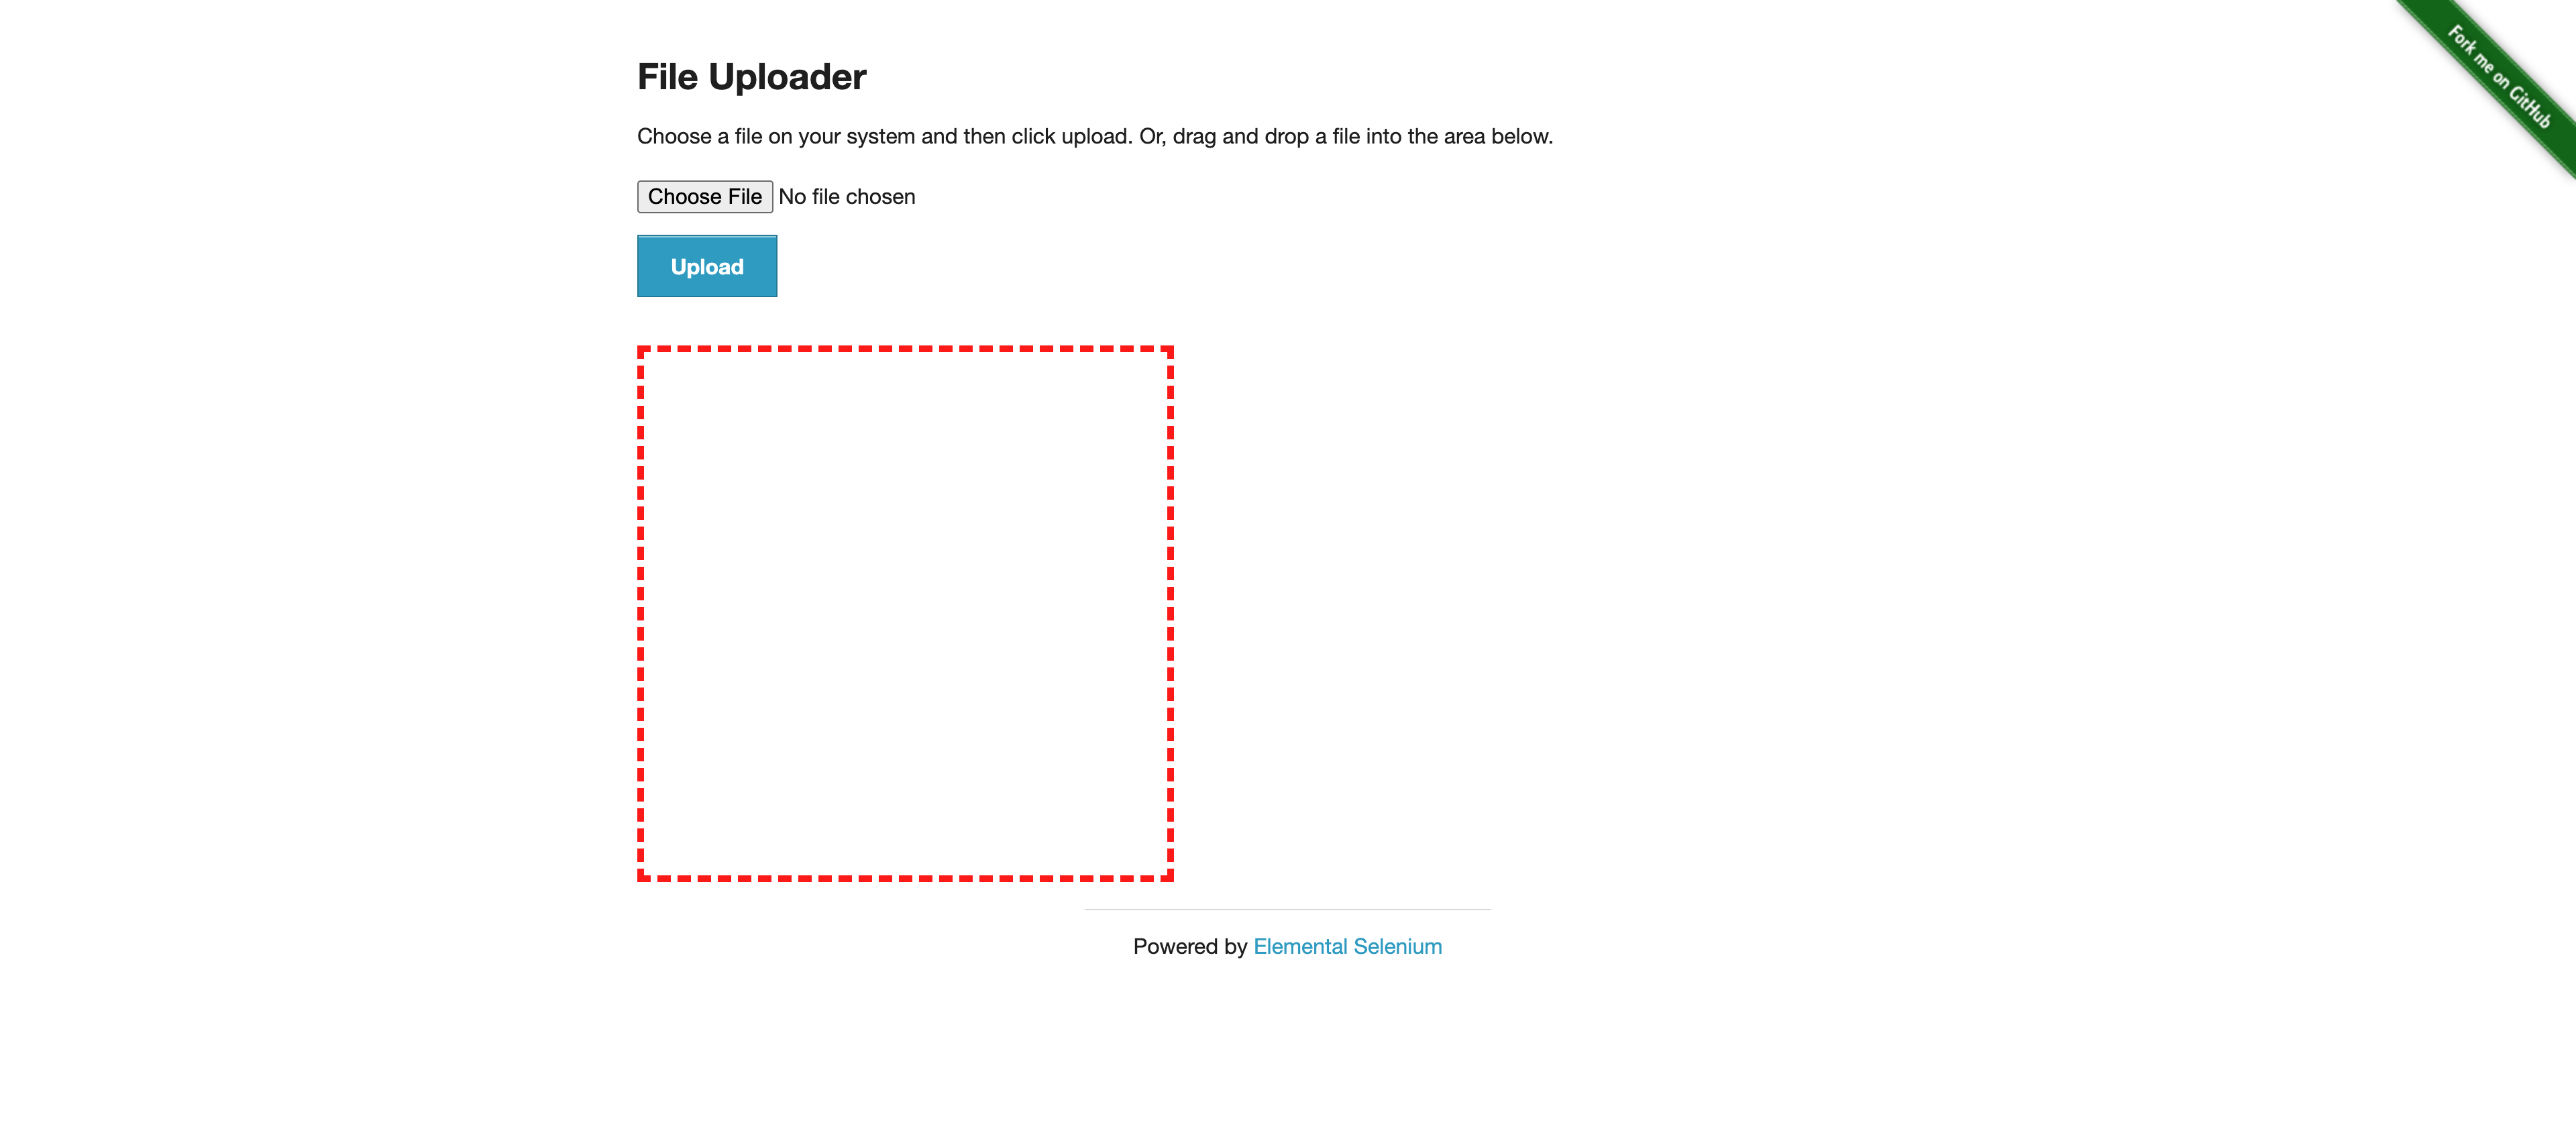 Fork me on GitHub
File Uploader
Choose a file on your system and then click upload. Or, drag and drop a file into the area below.
Choose File No file chosen
Upload
Powered by Elemental Selenium